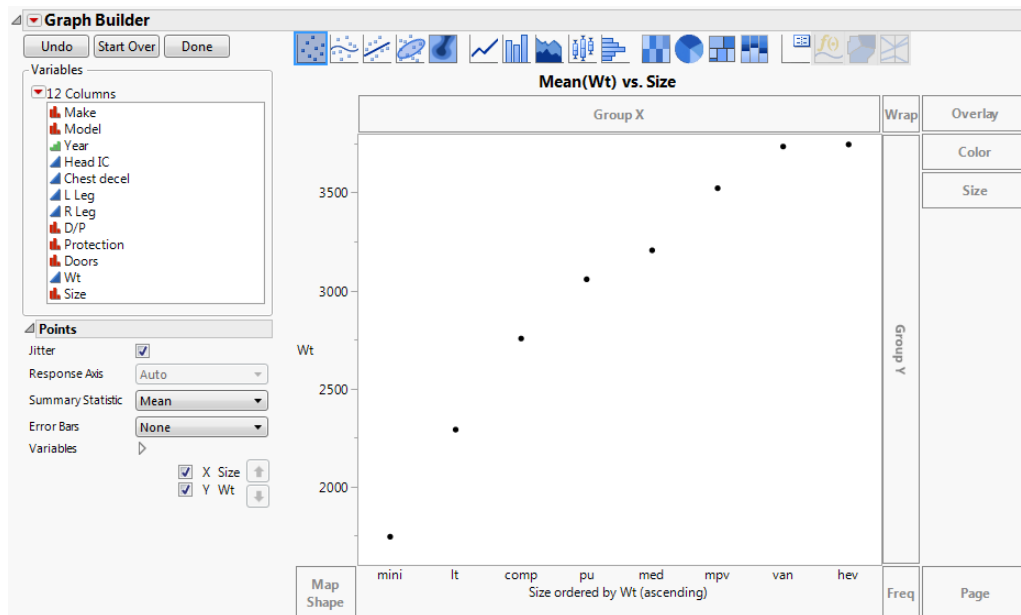 Graph Builder
Undo Start Over Done
Variables
12 Columns
Make
Model
Year
Head IC
Chest decel
L Leg
R Leg
D/P
Protection
Doors
Wt
Size
Points
Jitter
Response Axis Auto
Summary Statistic Mean
Error Bars None
Variables
X Size
Y Wt
Mean(Wt) vs. Size
Group X
Wrap
Overlay
Color
Size
3500
3000
Wt
2500
2000
Group Y
mini lt comp pu med mpv van hev
Size ordered by Wt (ascending)
Map
Shape
Freq
Page